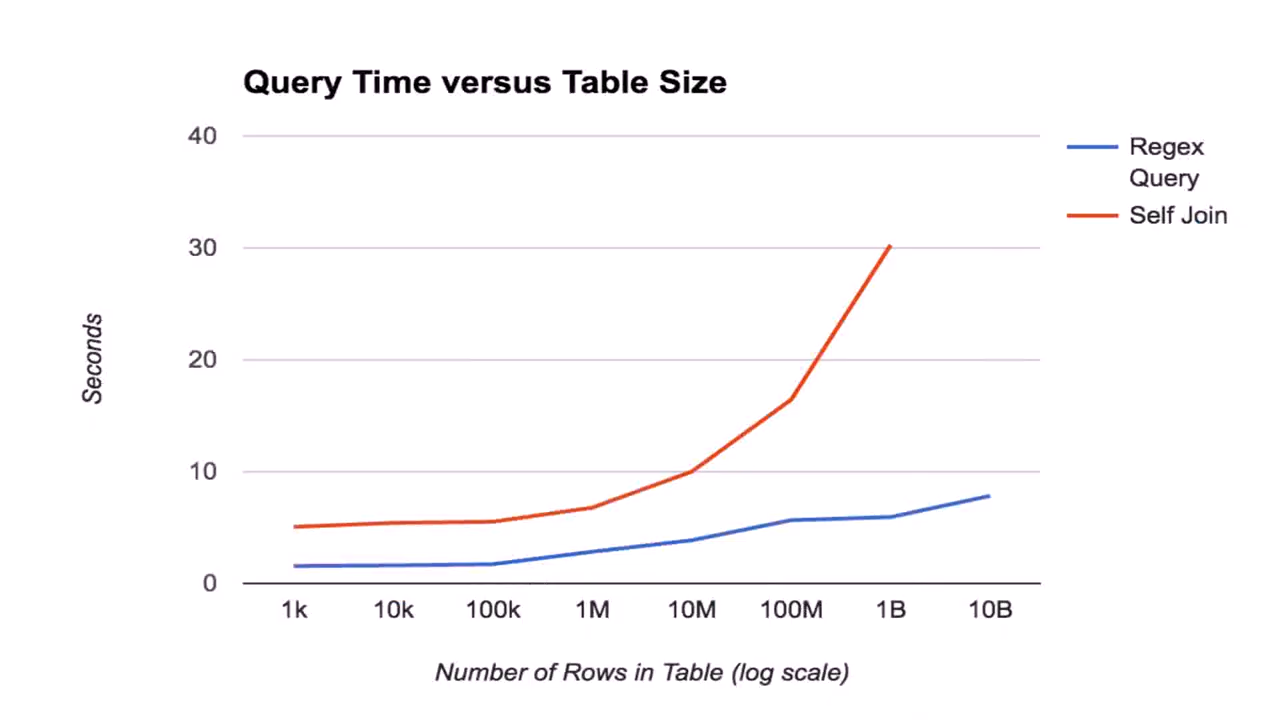 Query Time versus Table Size
40
30
20
10
0
Seconds
1k 10k 100k 1M 10M 100M 1B 10B
Number of Rows in Table (log scale)
Regex
Query
Self Join